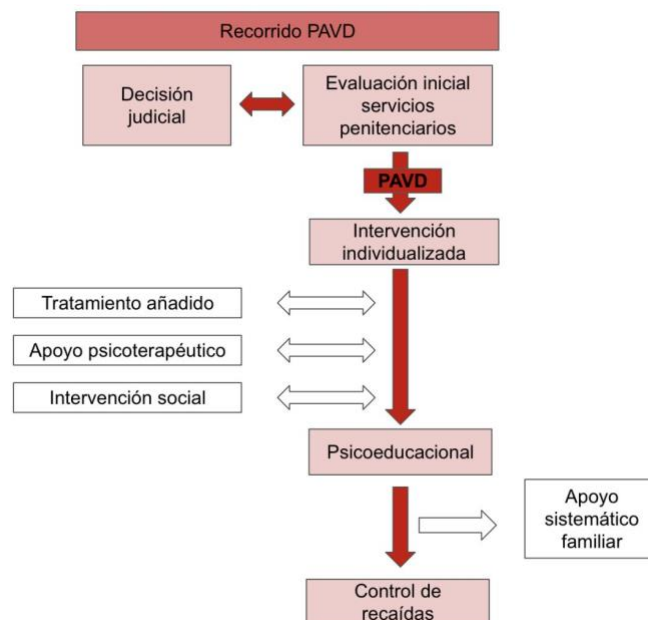 Recorrido PAVD
Decisión
judicial
Evaluación inicial
servicios
penitenciarios
PAVD
Intervención
individualizada
Tratamiento añadido
Apoyo psicoterapéutico
Intervención social
Psicoeducacional
Apoyo
sistemático
familiar
Control de
recaídas